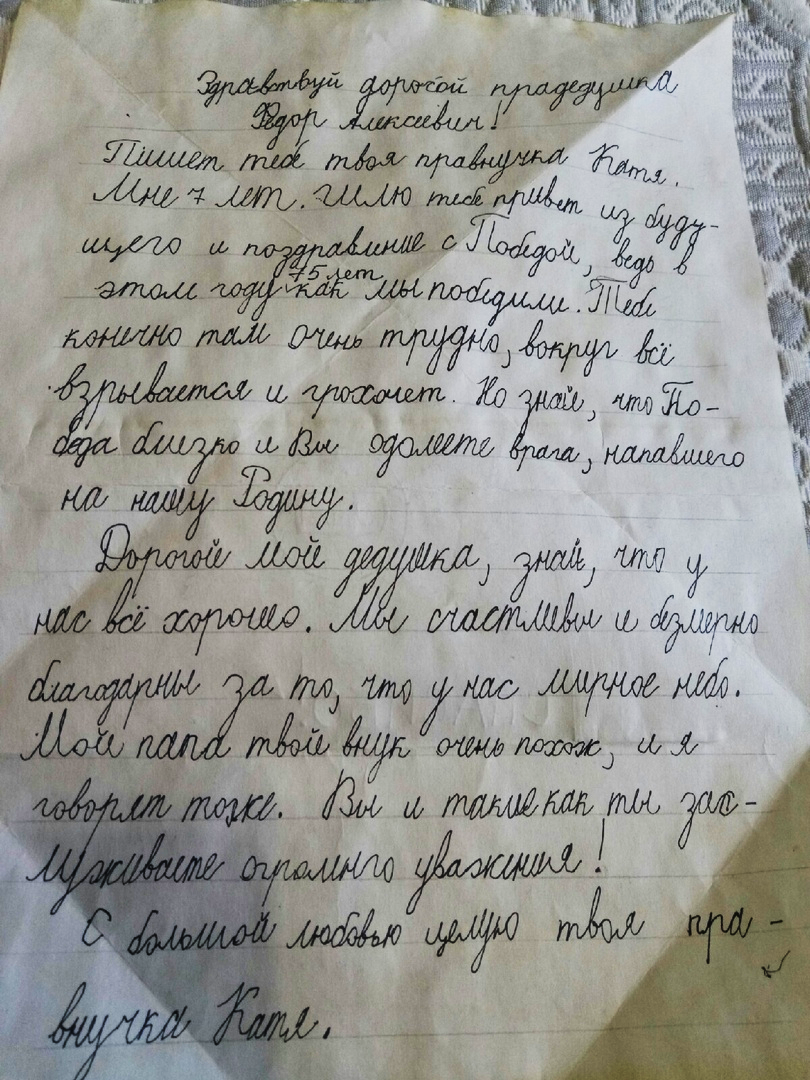 Здравствуй дорогой прадедушка
Фёдор Алексеевич!
Пишет тебе твоя правнучка Катя.
Мне 7 лет. Шлю тебе привет из буду-
щего и поздравление с Победой, ведь в
75 лет
этом году как мы победили. Тебе
конечно там очень трудно, вокруг всё
взрывается и грохочет. Но знай, что По-
беда близко и Вы одолеете врага, напавшего
на нашу Родину.
Дорогой мой дедушка, знай, что у
нас всё хорошо. Мы счастливы и безмерно
благодарны за то, что у нас мирное небо.
Мой папа твой внук очень похож, и я
говорят тоже. Вы и такие как ты зас-
луживаете огромнго уважения!
С большой любовью целую твоя пра-
внучка Катя.